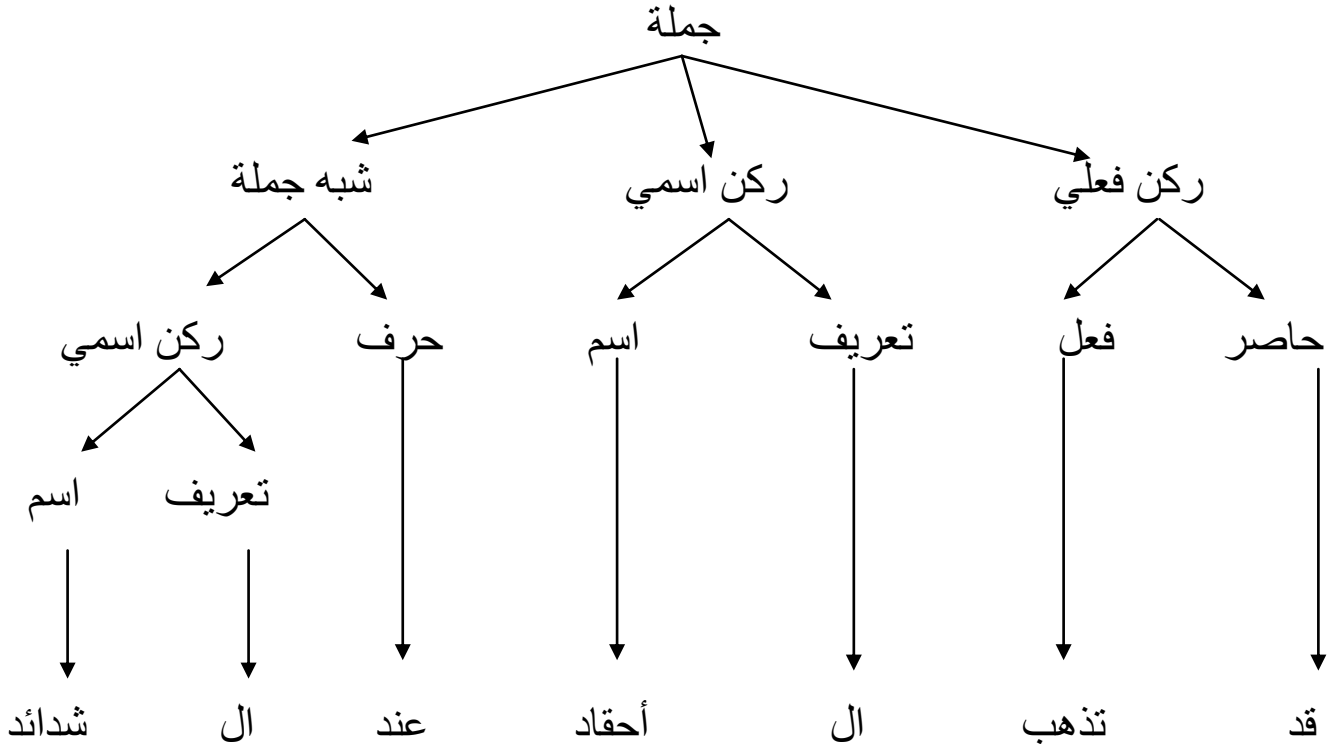 جملة
ركن فعلي ركن اسمي شبه جملة
حاصر فعل تعريف اسم حرف ركن اسمي
تعريف اسم
قد تذهب ال أحقاد عند ال شدائد